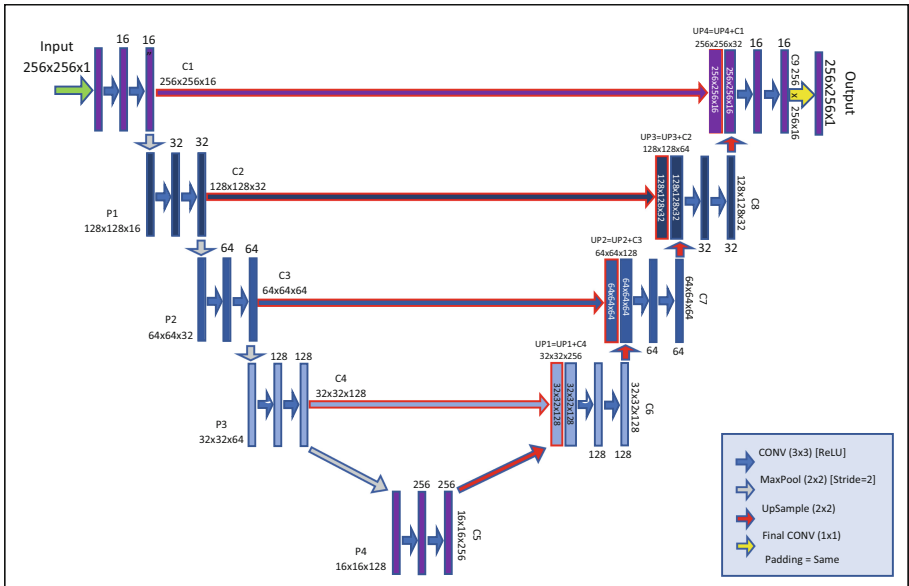 Input
256x256x1
16
16
C1
256x256x16
UP4=UP4+C1
256x256x32
256x256x16
256x256x16
16
16
C9 256 x 256x16
Output
256x256x1
P1
128x128x16
32
32
C2
128x128x32
UP3=UP3+C2
128x128x64
128x128x32
128x128x32
32
32
C8
128x128x32
P2
64x64x32
64
64
C3
64x64x64
UP2=UP2+C3
64x64x128
64x64x64
64x64x64
64
64
C7
64x64x64
P3
32x32x64
128
128
C4
32x32x128
UP1=UP1+C4
32x32x256
32x32x128
32x32x128
128
128
C6
32x32x128
P4
16x16x128
256
256
C5
16x16x256
CONV (3x3) [ReLU]
MaxPool (2x2) [Stride=2]
UpSample (2x2)
Final CONV (1x1)
Padding = Same